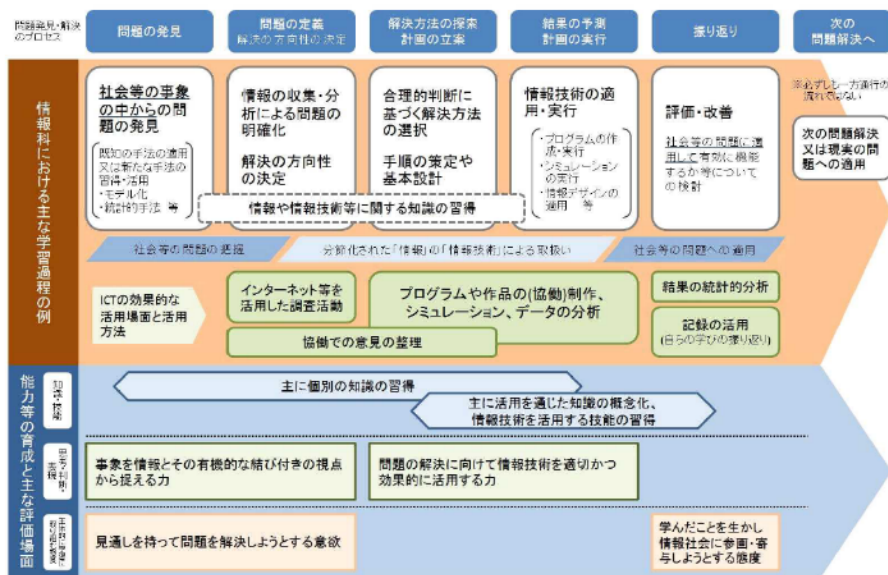 問題発見・解決
のプロセス
問題の発見
問題の定義
解決の方向性の決定
解決方法の探索
計画の立案
結果の予測
計画の実行
振り返り
次の
問題解決へ
情報科における主な学習過程の例
社会等の事象
の中からの問
題の発見
既知の手法の適用
又は新たな手法の
習得・活用
・モデル化
・統計的手法 等
情報の収集・分
析による問題の
明確化
解決の方向性
の決定
合理的判断に
基づく解決方法
の選択
手順の策定や
基本設計
情報技術の適
用・実行
・プログラムの作
成・実行
・シミュレーション
の実行
・情報デザインの
適用 等
評価・改善
社会等の問題に適
用して有効に機能
するか等について
の検討
※必ずしも一方通行の
流れではない
次の問題解決
又は現実の問
題への適用
情報や情報技術等に関する知識の習得
社会等の問題の把握
分節化された「情報」の「情報技術」による取扱い
社会等の問題への適用
ICTの効果的な
活用場面と活用
方法
インターネット等を
活用した調査活動
協働での意見の整理
プログラムや作品の(協働)制作、
シミュレーション、データの分析
結果の統計的分析
記録の活用
(自らの学びの振り返り)
能力等の育成と主な評価場面
知識・技能
主に個別の知識の習得
主に活用を通じた知識の概念化、
情報技術を活用する技能の習得
思考・判断・
表現
事象を情報とその有機的な結び付きの視点
から捉える力
問題の解決に向けて情報技術を適切かつ
効果的に活用する力
見通しを持って問題を解決しようとする意欲
学んだことを生かし
情報社会に参画・寄
与しようとする態度